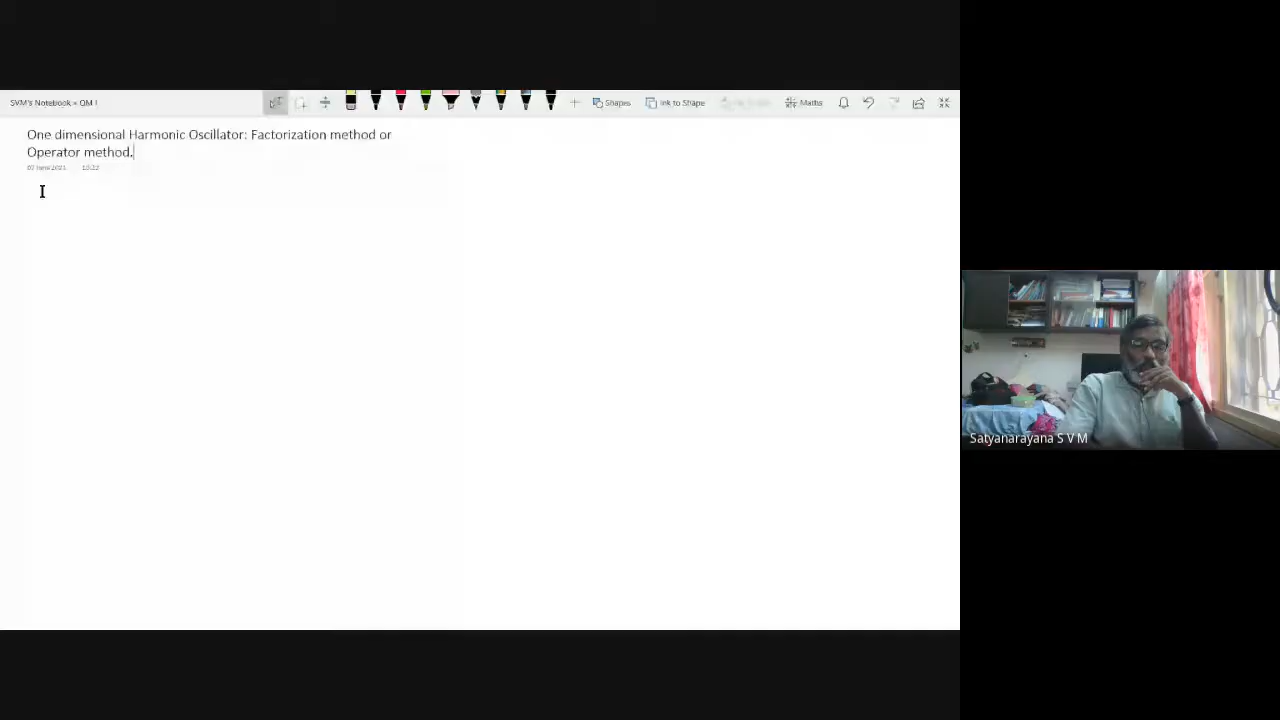 SVM's Notebook » QM I
Shapes
Ink to Shape
Maths
One dimensional Harmonic Oscillator: Factorization method or
Operator method.
Satyanarayana S V M